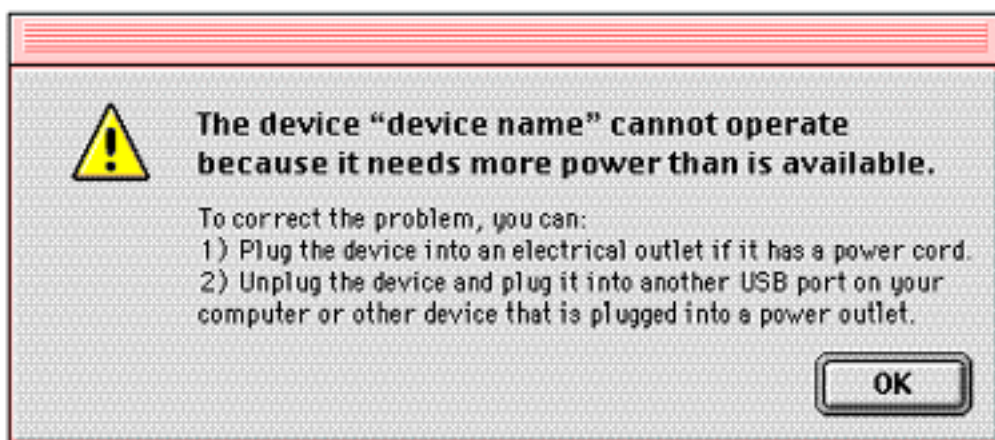 The device “device name” cannot operate
because it needs more power than is available.
To correct the problem, you can:
1) Plug the device into an electrical outlet if it has a power cord.
2) Unplug the device and plug it into another USB port on your
computer or other device that is plugged into a power outlet.
OK